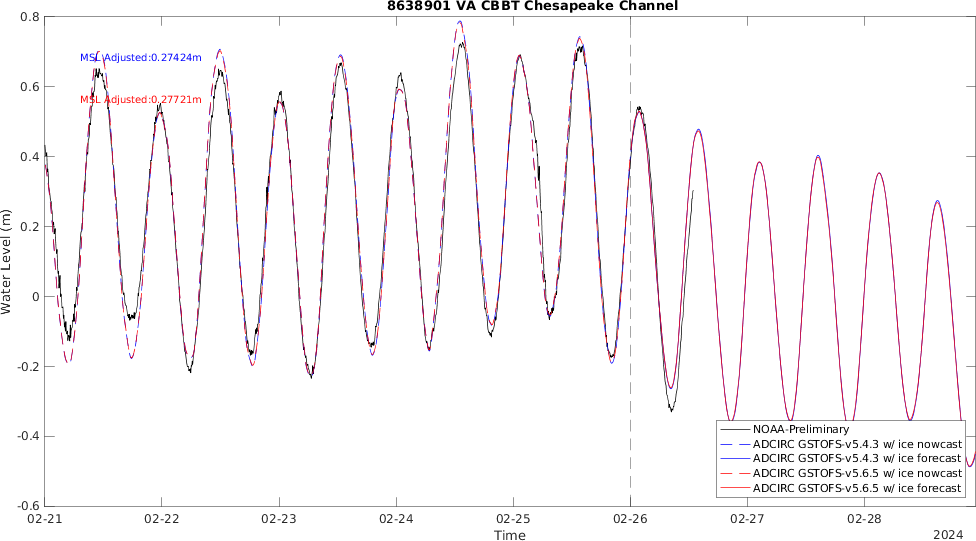 8638901 VA CBBT Chesapeake Channel
0.8
MSL Adjusted:0.27424m
0.6
MSL Adjusted:0.27721m
0.4
0.2
Water Level (m)
0
-0.2
-0.4
-0.6
NOAA-Preliminary
ADCIRC GSTOFS-v5.4.3 w/ ice nowcast
ADCIRC GSTOFS-v5.4.3 w/ ice forecast
ADCIRC GSTOFS-v5.6.5 w/ ice nowcast
ADCIRC GSTOFS-v5.6.5 w/ ice forecast
02-21 02-22 02-23 02-24 02-25 02-26 02-27 02-28
Time
2024